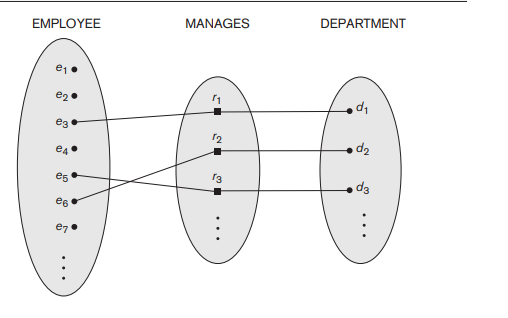 EMPLOYEE MANAGES DEPARTMENT
e1
e2
e3
e4
e5
e6
e7
r1
r2
r3
d1
d2
d3